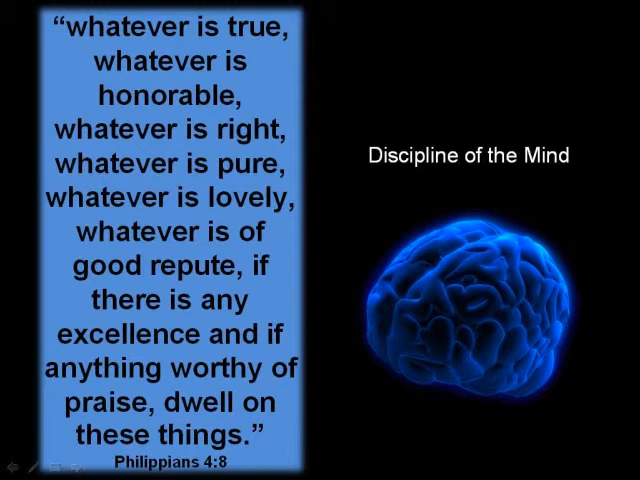 “whatever is true,
whatever is
honorable,
whatever is right,
whatever is pure,
whatever is lovely,
whatever is of
good repute, if
there is any
excellence and if
anything worthy of
praise, dwell on
these things.”
Philippians 4:8
Discipline of the Mind